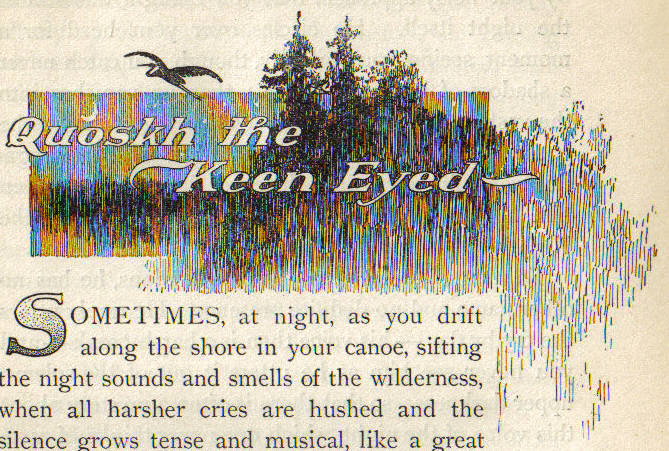 Quoskh the
Keen Eyed
SOMETIMES, at night, as you drift
along the shore in your canoe, sifting
the night sounds and smells of the wilderness,
when all harsher cries are hushed and the
silence grows tense and musical, like a great